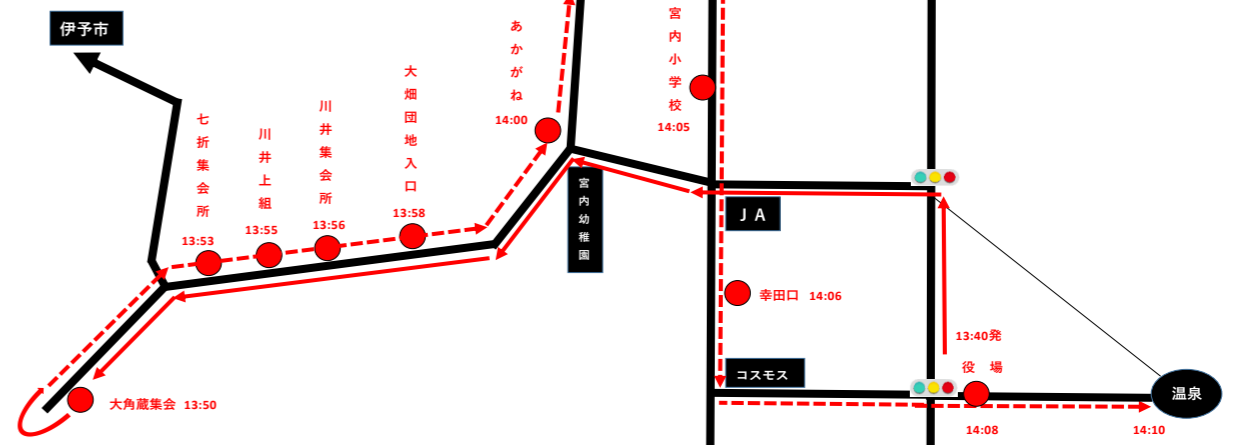 伊予市
七折集会所
13:53
川井上組
13:55
川井集会所
13:56
大畑団地入口
13:58
あかがね
14:00
宮内小学校
14:05
宮内幼稚園
JA
幸田口 14:06
13:40発
役場
コスモス
温泉
大角蔵集会 13:50
14:08
14:10